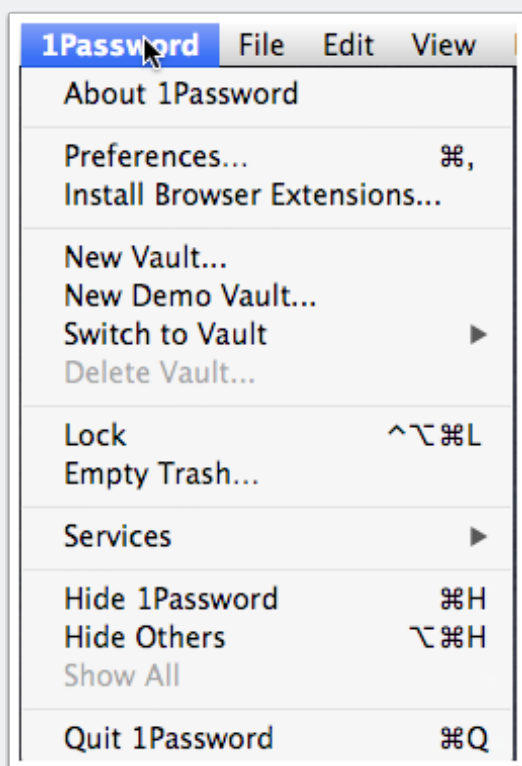 1Password File Edit View
About 1Password
Preferences... ⌘,
Install Browser Extensions...
New Vault...
New Demo Vault...
Switch to Vault ▶
Delete Vault...
Lock ^⌥⌘L
Empty Trash...
Services ▶
Hide 1Password ⌘H
Hide Others ⌥⌘H
Show All
Quit 1Password ⌘Q